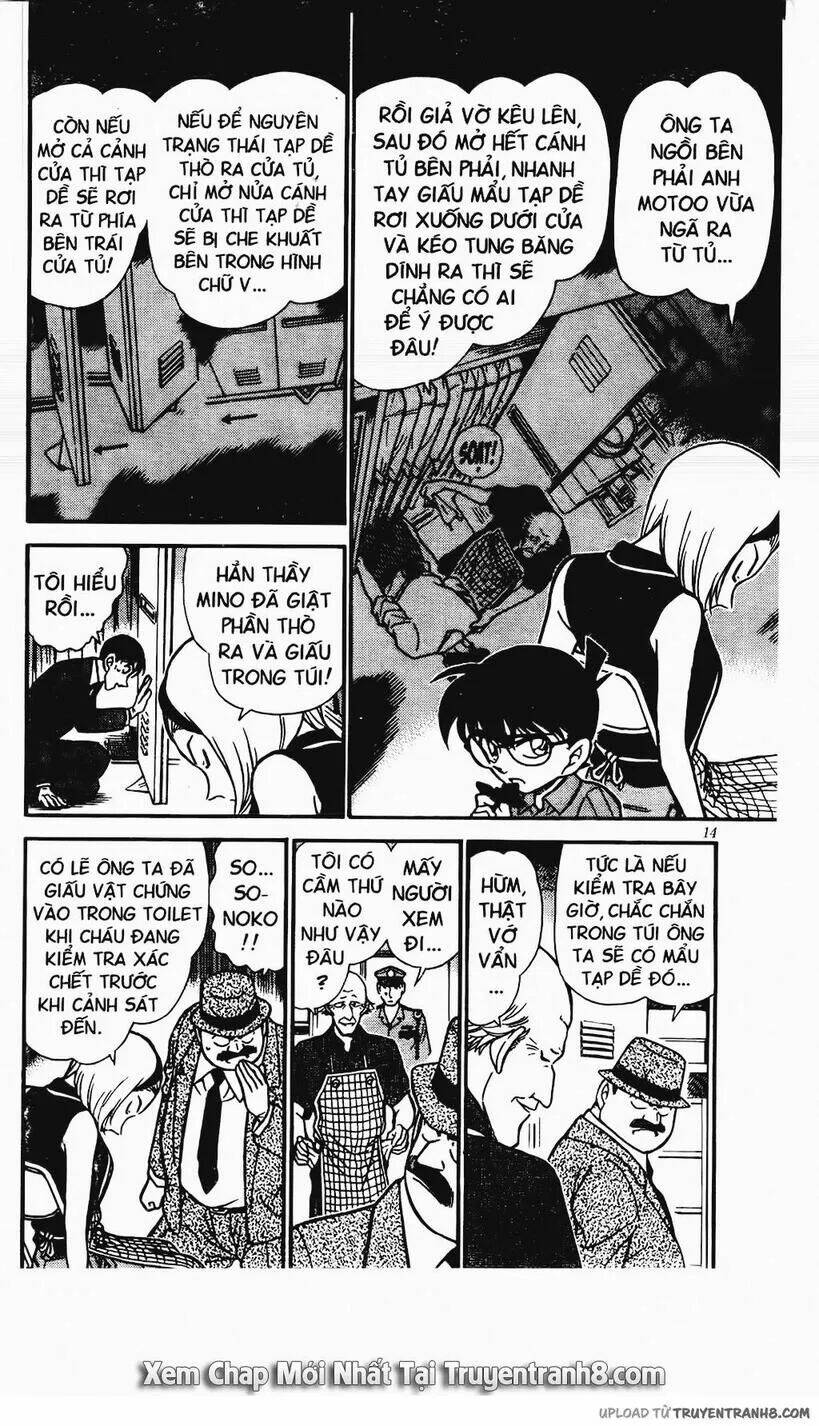 CÒN NẾU
MỞ CẢ CẢNH
CỬA THÌ TẠP
DỀ SẼ RƠI
RA TỪ PHÍA
BÊN TRÁI
CỬA TỦ!
NẾU ĐỂ NGUYÊN
TRẠNG THÁI TẠP DỀ
THÒ RA CỬA TỦ,
CHỈ MỞ NỬA CÁNH
CỬA THÌ TẠP DỀ
SẼ BỊ CHE KHUẤT
BÊN TRONG HÌNH
CHỮ V...
RỒI GIẢ VỜ KÊU LÊN,
SAU ĐÓ MỞ HẾT CÁNH
TỦ BÊN PHẢI, NHANH
TAY GIẤU MẨU TẠP DỀ
RƠI XUỐNG DƯỚI CỬA
VÀ KÉO TUNG BĂNG
DÍNH RA THÌ SẼ
CHẲNG CÓ AI
ĐỂ Ý ĐƯỢC
ĐÂU!
ÔNG TA
NGỒI BÊN
PHẢI ANH
MOTOO VỪA
NGÃ RA
TỪ TỦ...
SOẠT!
TÔI HIỂU
RỒI...
HẲN THẦY
MINO ĐÃ GIẬT
PHẦN THÒ
RA VÀ GIẤU
TRONG TÚI!
14
CÓ LẼ ÔNG TA ĐÃ
GIẤU VẬT CHỨNG
VÀO TRONG TOILET
KHI CHÁU ĐANG
KIỂM TRA XÁC
CHẾT TRƯỚC
KHI CẢNH SÁT
ĐẾN.
SO...
SO-
NOKO
!!
TÔI CÓ
CẦM THỨ
NÀO
NHƯ VẬY
ĐÂU
?
MẤY
NGƯỜI
XEM
ĐI...
HỪM,
THẬT
VỚ
VẨN
...
TỨC LÀ NẾU
KIỂM TRA BÂY
GIỜ, CHẮC CHẮN
TRONG TÚI ÔNG
TA SẼ CÓ MẨU
TẠP DỀ ĐÓ...
Xem Chap Mới Nhất Tại Truyentranh8.com
UPLOAD TỪ TRUYENTRANH8.COM